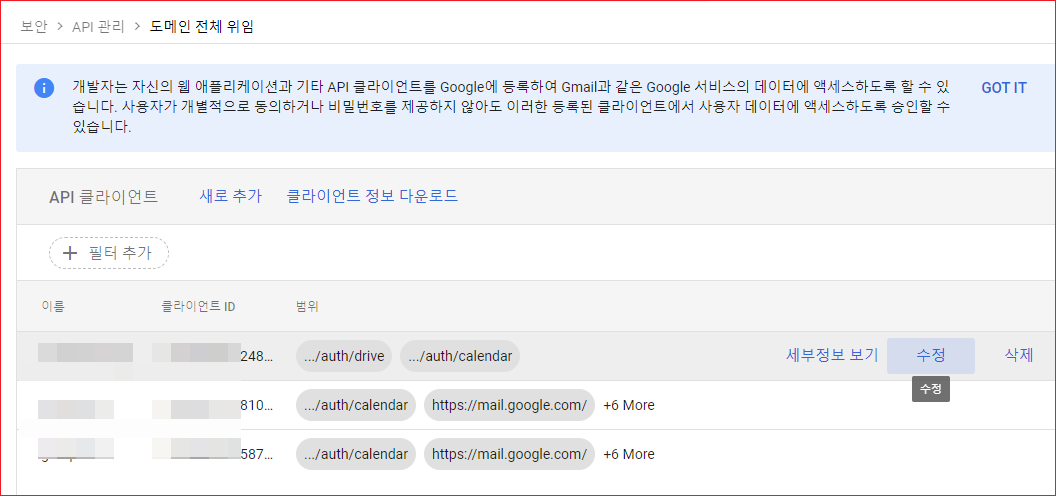 보안 > API 관리 > 도메인 전체 위임
개발자는 자신의 웹 애플리케이션과 기타 API 클라이언트를 Google에 등록하여 Gmail과 같은 Google 서비스의 데이터에 액세스하도록 할 수 있
습니다. 사용자가 개별적으로 동의하거나 비밀번호를 제공하지 않아도 이러한 등록된 클라이언트에서 사용자 데이터에 액세스하도록 승인할 수
있습니다.
GOT IT
API 클라이언트 새로 추가 클라이언트 정보 다운로드
+ 필터 추가
이름 클라이언트 ID 범위
248... .../auth/drive .../auth/calendar 세부정보 보기 수정 삭제
수정
810... .../auth/calendar https://mail.google.com/ +6 More
587... .../auth/calendar https://mail.google.com/ +6 More